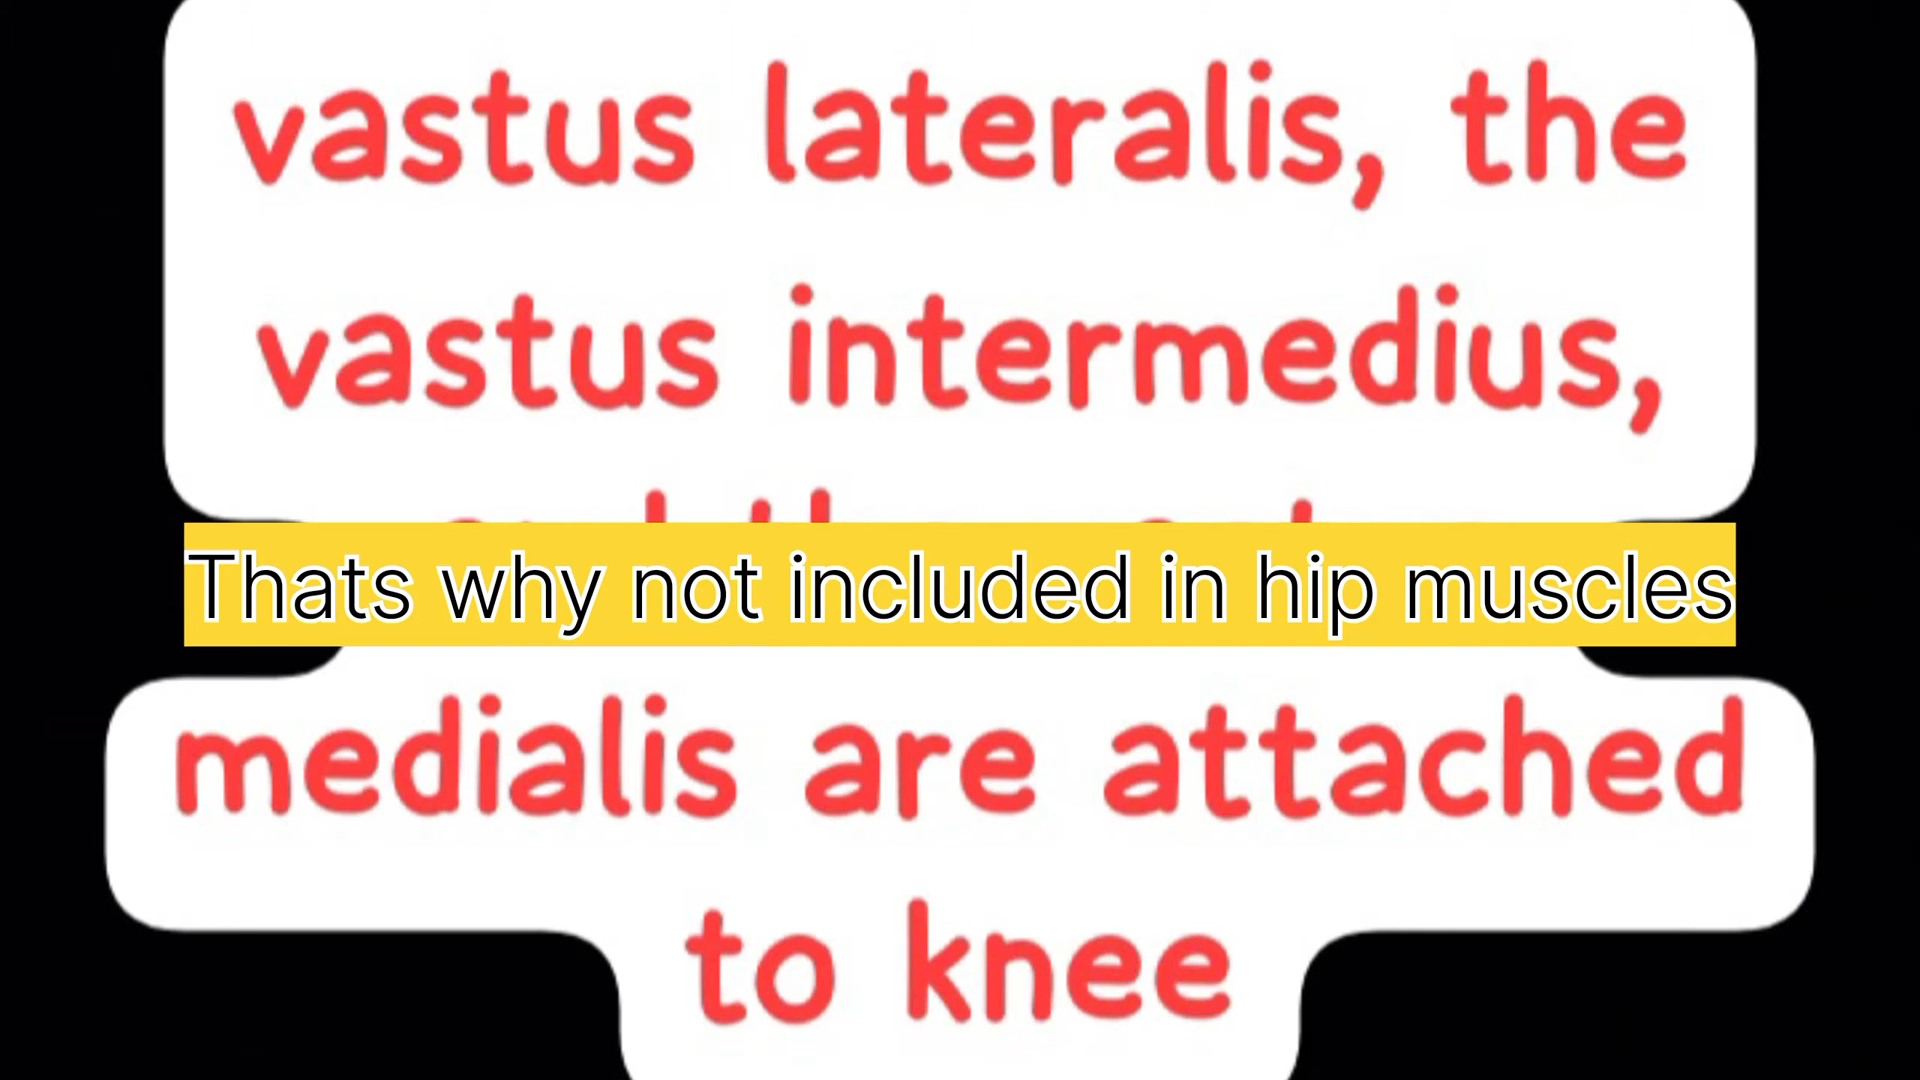 vastus lateralis, the
vastus intermedius,
Thats why not included in hip muscles
medialis are attached
to knee